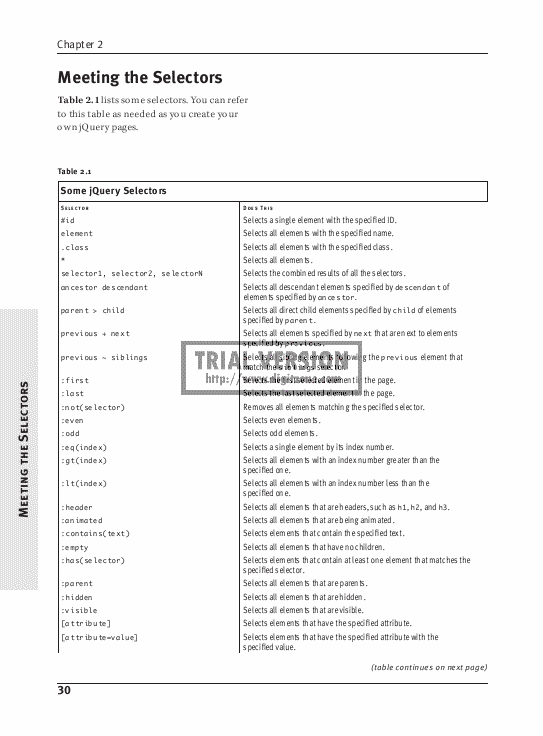 Chapter 2
Meeting the Selectors
Table 2.1 lists some selectors. You can refer
to this table as needed as you create your
own jQuery pages.
Table 2.1
Some jQuery Selectors
Selector Does This
#id Selects a single element with the specified ID.
element Selects all elements with the specified name.
.class Selects all elements with the specified class.
* Selects all elements.
selector1, selector2, selectorN Selects the combined results of all the selectors.
ancestor descendant Selects all descendant elements specified by descendant of
elements specified by ancestor.
parent > child Selects all direct child elements specified by child of elements
specified by parent.
previous + next Selects all elements specified by next that are next to elements
specified by previous.
previous ~ siblings Selects all sibling elements following the previous element that
match the siblings selector.
TRIAL VERSION
:first Selects the first selected element in the page.
:last Selects the last selected element in the page.
:not(selector) Removes all elements matching the specified selector.
:even Selects even elements.
:odd Selects odd elements.
:eq(index) Selects a single element by its index number.
:gt(index) Selects all elements with an index number greater than the
specified one.
:lt(index) Selects all elements with an index number less than the
specified one.
:header Selects all elements that are headers, such as h1, h2, and h3.
:animated Selects all elements that are being animated.
:contains(text) Selects elements that contain the specified text.
:empty Selects all elements that have no children.
:has(selector) Selects elements that contain at least one element that matches the
specified selector.
:parent Selects all elements that are parents.
:hidden Selects all elements that are hidden.
:visible Selects all elements that are visible.
[attribute] Selects elements that have the specified attribute.
[attribute=value] Selects elements that have the specified attribute with the
specified value.
(table continues on next page)
30
Meeting the Selectors